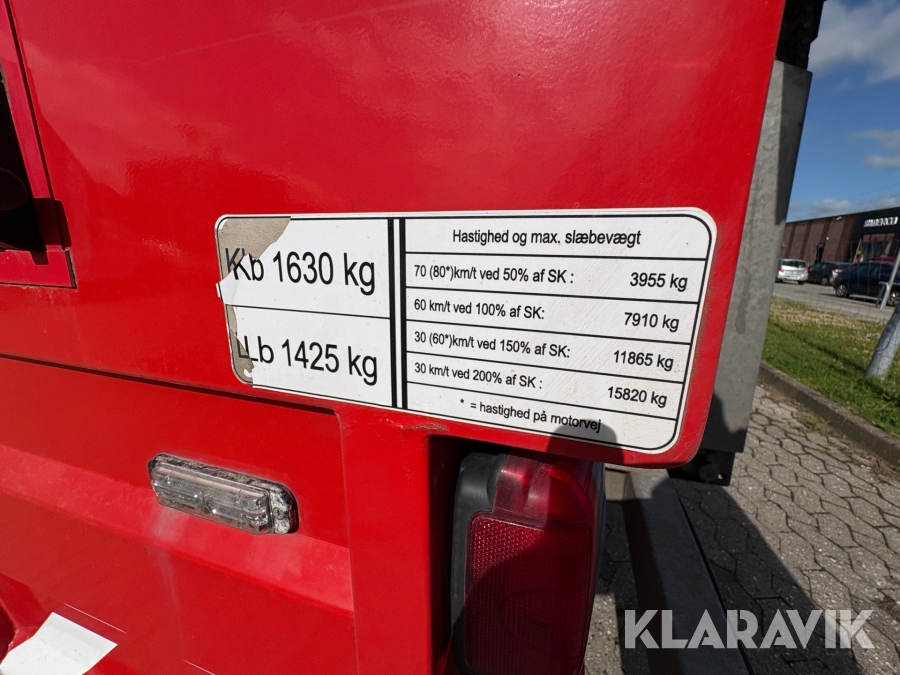 Kb 1630 kg
Lb 1425 kg
Hastighed og max. slæbevægt
70 (80*)km/t ved 50% af SK : 3955 kg
60 km/t ved 100% af SK: 7910 kg
30 (60*)km/t ved 150% af SK: 11865 kg
30 km/t ved 200% af SK : 15820 kg
* = hastighed på motorvej
KLARAVIK